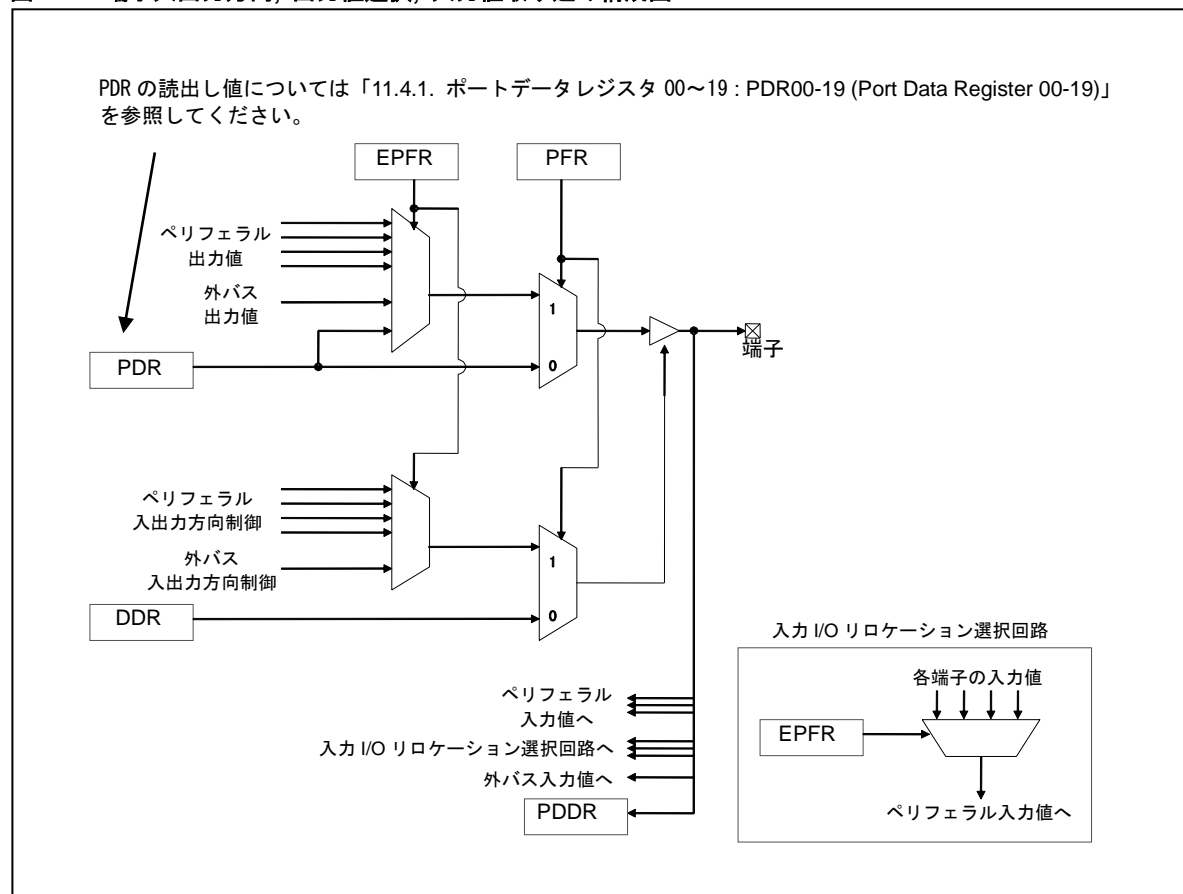 PDR の読出し値については「11.4.1. ポートデータレジスタ 00～19 : PDR00-19 (Port Data Register 00-19)」
を参照してください。
EPFR
PFR
ペリフェラル
出力値
外バス
出力値
1
0
PDR
端子
ペリフェラル
入出力方向制御
外バス
入出力方向制御
1
0
DDR
ペリフェラル
入力値へ
入力 I/O リロケーション選択回路へ
外バス入力値へ
PDDR
入力 I/O リロケーション選択回路
各端子の入力値
EPFR
ペリフェラル入力値へ